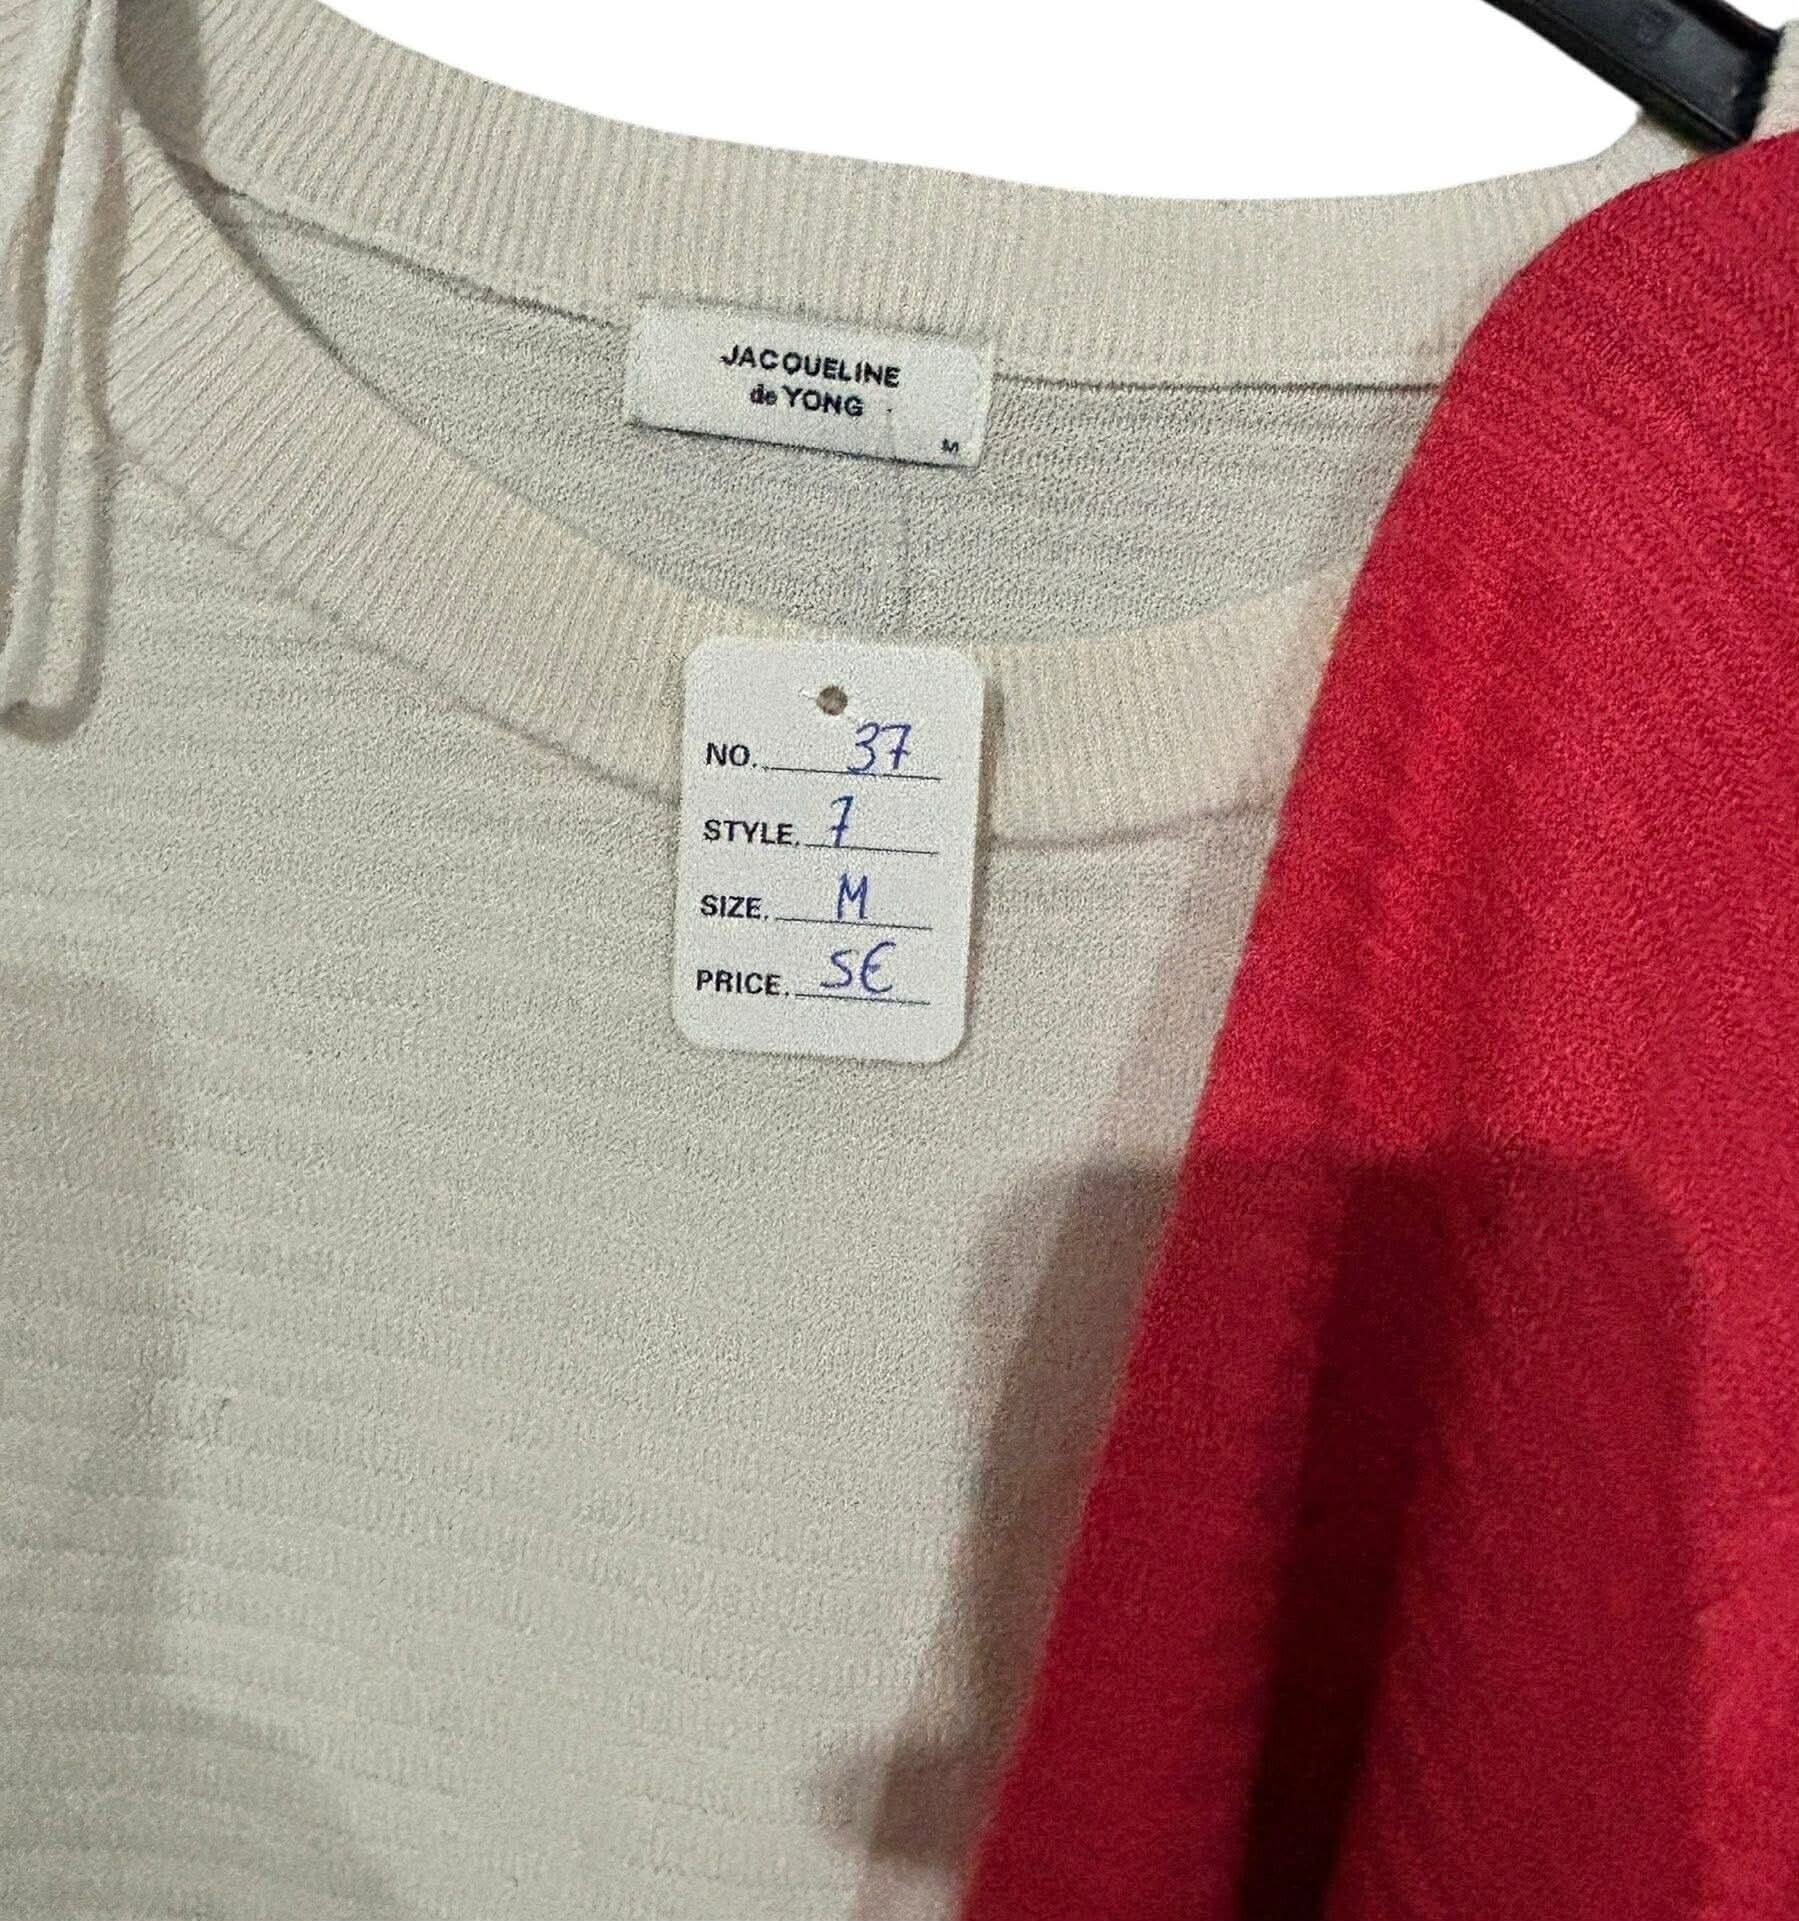 JACQUELINE
de YONG
M
NO. 37
STYLE. 7
SIZE. M
PRICE. 5€